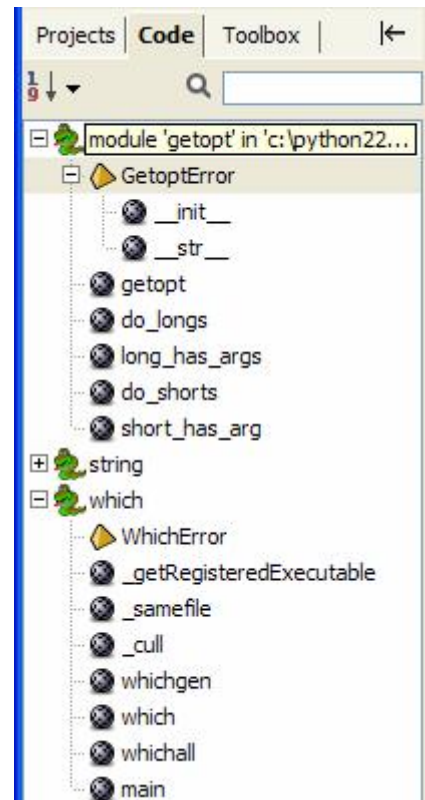 Projects Code Toolbox
1
9
module 'getopt' in 'c:\python22...
GetoptError
__init__
__str__
getopt
do_longs
long_has_args
do_shorts
short_has_arg
string
which
WhichError
_getRegisteredExecutable
_samefile
_cull
whichgen
which
whichall
main